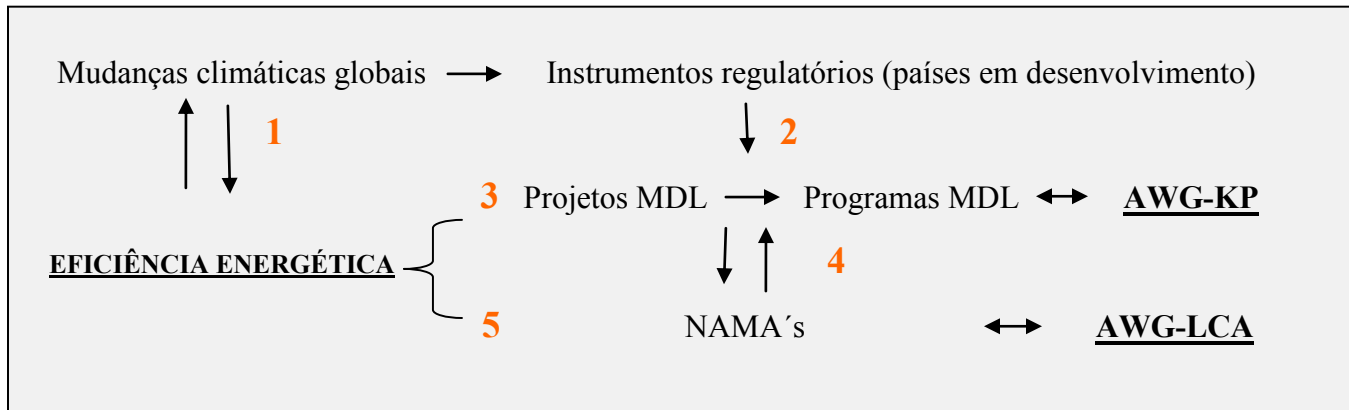 Mudanças climáticas globais Instrumentos regulatórios (países em desenvolvimento)
1 2
3 Projetos MDL Programas MDL AWG-KP
EFICIÊNCIA ENERGÉTICA 4
5 NAMA´s AWG-LCA